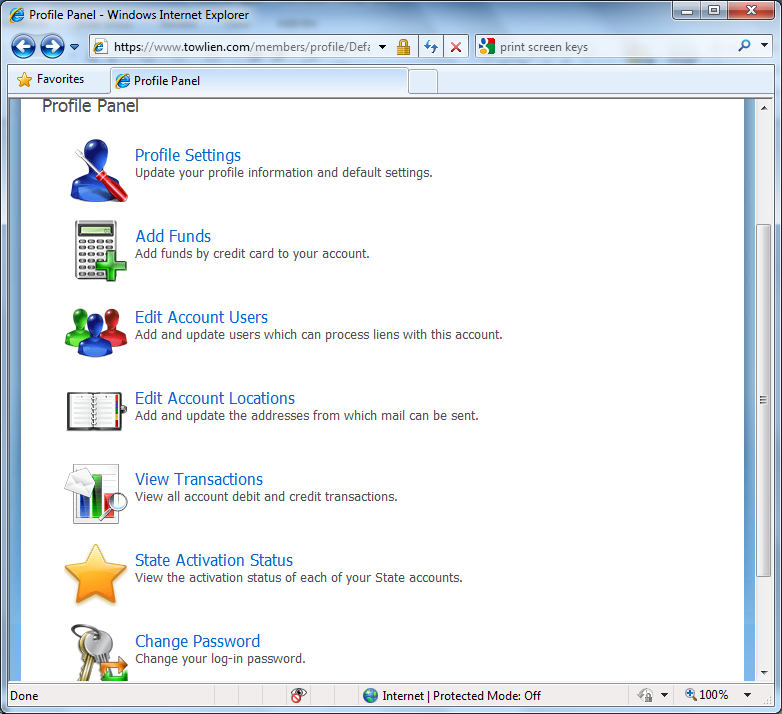 Profile Panel - Windows Internet Explorer
https://www.towlien.com/members/profile/Defa
print screen keys
Favorites
Profile Panel
Profile Panel
Profile Settings
Update your profile information and default settings.
Add Funds
Add funds by credit card to your account.
Edit Account Users
Add and update users which can process liens with this account.
Edit Account Locations
Add and update the addresses from which mail can be sent.
View Transactions
View all account debit and credit transactions.
State Activation Status
View the activation status of each of your State accounts.
Change Password
Change your log-in password.
Done
Internet | Protected Mode: Off
100%